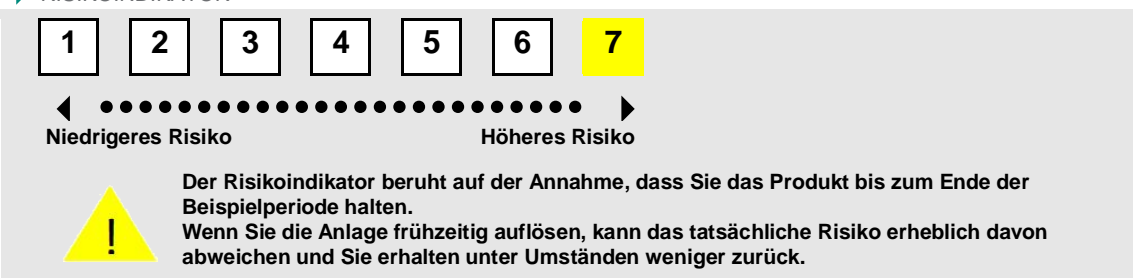 RISIKOINDIKATOR
1 2 3 4 5 6 7
Niedrigeres Risiko Höheres Risiko
Der Risikoindikator beruht auf der Annahme, dass Sie das Produkt bis zum Ende der
Beispielperiode halten.
Wenn Sie die Anlage frühzeitig auflösen, kann das tatsächliche Risiko erheblich davon
abweichen und Sie erhalten unter Umständen weniger zurück.
!